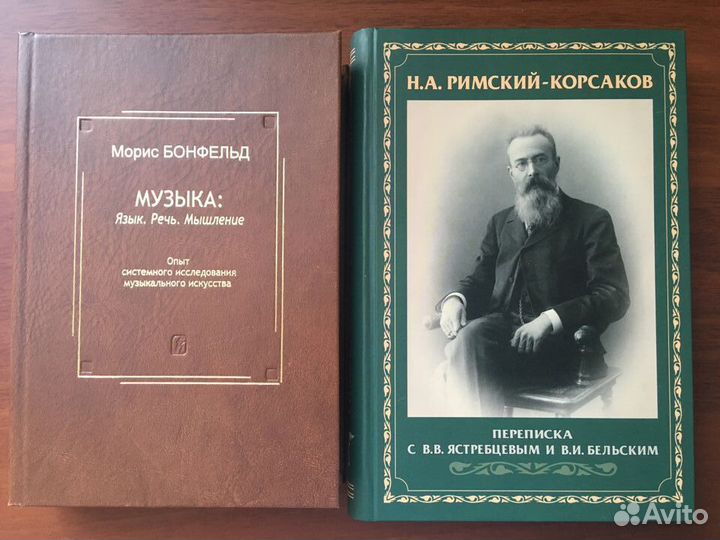 Морис БОНФЕЛЬД
МУЗЫКА:
Язык. Речь. Мышление
Опыт
системного исследования
музыкального искусства
Н.А. РИМСКИЙ-КОРСАКОВ
ПЕРЕПИСКА
С В.В. ЯСТРЕБЦЕВЫМ И В.И. БЕЛЬСКИМ
Avito